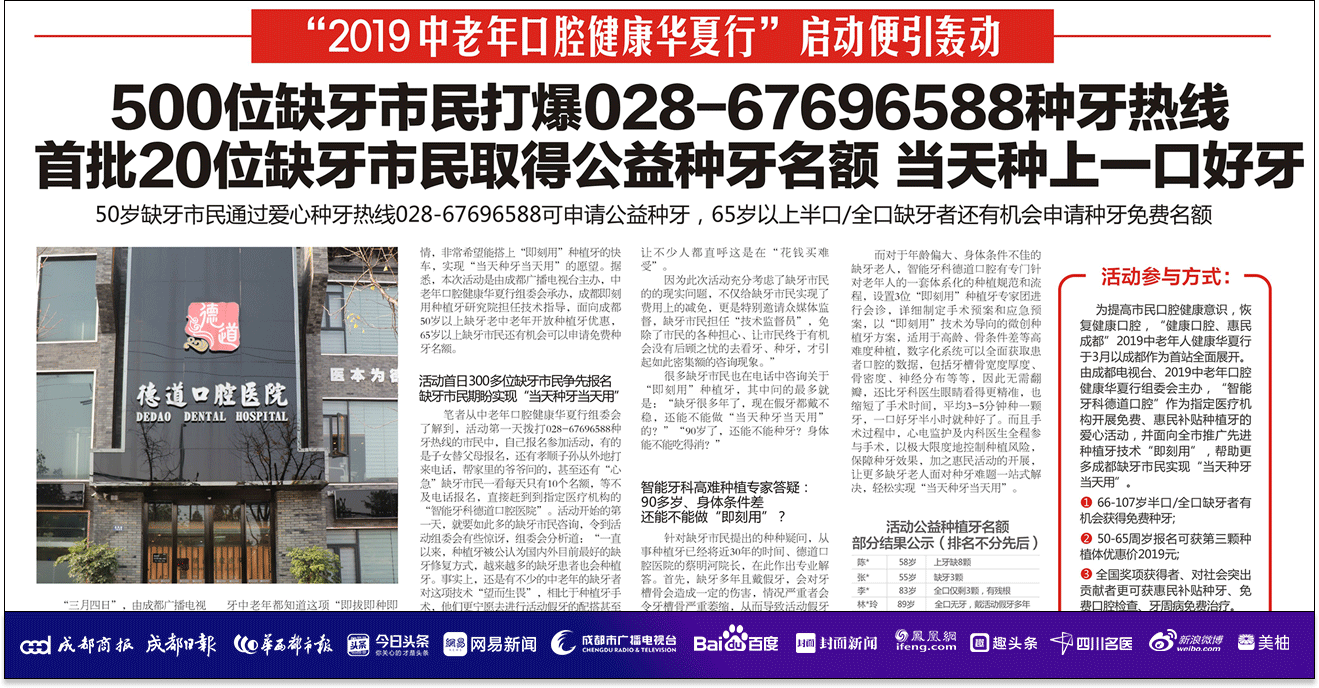 “2019中老年口腔健康华夏行”启动便引轰动
500位缺牙市民打爆028-67696588种牙热线
首批20位缺牙市民取得公益种牙名额 当天种上一口好牙
50岁缺牙市民通过爱心种牙热线028-67696588可申请公益种牙，65岁以上半口/全口缺牙者还有机会申请种牙免费名额
德道
德道口腔医院
DEDAO DENTAL HOSPITAL
医本为善
“三月四日”，由成都广播电视
牙中老年都知道这项“即拔即种即
情，非常希望能搭上“即刻用”种植牙的快
车，实现“当天种牙当天用”的愿望。据
悉，本次活动是由成都广播电视台主办，中
老年口腔健康华夏行组委会承办，成都即刻
用种植牙研究院担任技术指导，面向成都
50岁以上缺牙老中老年开放种植牙优惠，
65岁以上缺牙市民还有机会可以申请免费种
牙名额。
活动首日300多位缺牙市民争先报名
缺牙市民期盼实现“当天种牙当天用”
笔者从中老年口腔健康华夏行组委会
了解到，活动第一天拨打028-67696588种
牙热线的市民中，自己报名参加活动，有的
是子女替父母报名，还有孝顺子孙从外地打
来电话，帮家里的爷爷问的，甚至还有“心
急”缺牙市民一看每天只有10个名额，等不
及电话报名，直接赶到到指定医疗机构的
“智能牙科德道口腔医院”。活动开始的第
一天，就要如此多的缺牙市民咨询，令到活
动组委会有些惊讶，组委会分析道：“一直
以来，种植牙被公认为国内外目前最好的缺
牙修复方式，越来越多的缺牙患者也会种植
牙。事实上，还是有不少的中老年的缺牙者
对这项技术“望而生畏”，相比于种植牙手
术，他们更宁愿去进行活动假牙的配搭甚至
让不少人都直呼这是在“花钱买难
受”。
因为此次活动充分考虑了缺牙市民
的的现实问题，不仅给缺牙市民实现了
费用上的减免，更是特别邀请众媒体监
督，缺牙市民担任“技术监督员”，免
除了市民的各种担心、让市民终于有机
会没有后顾之忧的去看牙、种牙，才引
起如此密集额的咨询现象。”
很多缺牙市民也在电话中咨询关于
“即刻用”种植牙，其中问的最多就
是：“缺牙很多年了，现在假牙都戴不
稳，还能不能做“当天种牙当天用”
的？”“90岁了，还能不能种牙？身体
能不能吃得消？”
智能牙科高难种植专家答疑：
90多岁、身体条件差
还能不能做“即刻用”？
针对缺牙市民提出的种种疑问，从
事种植牙已经将近30年的时间、德道口
腔医院的蔡明河院长，在此作出专业解
答。首先，缺牙多年且戴假牙，会对牙
槽骨会造成一定的伤害，情况严重者会
令牙槽骨严重萎缩，从而导致活动假牙
而对于年龄偏大、身体条件不佳的
缺牙老人，智能牙科德道口腔有专门针
对老年人的一套体系化的种植规范和流
程，设置3位“即刻用”种植牙专家团进
行会诊，详细制定手术预案和应急预
案，以“即刻用”技术为导向的微创种
植牙方案，适用于高龄、骨条件差等高
难度种植，数字化系统可以全面获取患
者口腔的数据，包括牙槽骨宽度厚度、
骨密度、神经分布等等，因此无需翻
瓣，还比牙科医生眼睛看得更精准，也
缩短了手术时间，平均3-5分钟种一颗
牙，一口好牙半小时就种好了。而且手
术过程中，心电监护及内科医生全程参
与手术，以极大限度地控制种植风险，
保障种牙效果，加之惠民活动的开展，
让更多缺牙老人面对种牙难题一站式解
决，轻松实现“当天种牙当天用”。
活动公益种植牙名额
部分结果公示（排名不分先后）
陈* 58岁 上牙缺8颗
张* 55岁 缺牙3颗
李* 83岁 全口仅剩3颗，有残根
林*玲 89岁 全口无牙，戴活动假牙多年
活动参与方式：
为提高市民口腔健康意识，恢
复健康口腔，“健康口腔、惠民
成都”2019中老年人健康华夏行
于3月以成都作为首站全面展开。
由成都电视台、2019中老年口腔
健康华夏行组委会主办，“智能
牙科德道口腔”作为指定医疗机
构开展免费、惠民补贴种植牙的
爱心活动，并面向全市推广先进
种植牙技术“即刻用”，帮助更
多成都缺牙市民实现“当天种牙
当天用”。
❶ 66-107岁半口/全口缺牙者有
机会获得免费种牙；
❷ 50-65周岁报名可获第三颗种
植体优惠价2019元；
❸ 全国奖项获得者、对社会突出
贡献者更可获惠民补贴种牙、免
费口腔检查、牙周病免费治疗。
成都商报 成都日报 华西都市报 头条 今日头条 你关心的才是头条 网易 网易新闻 成都市广播电视台 CHENGDU RADIO & TELEVISION Bai du 百度 封面 封面新闻 凤凰网 ifeng.com 趣头条 四川名医 新浪微博 weibo.com 美柚